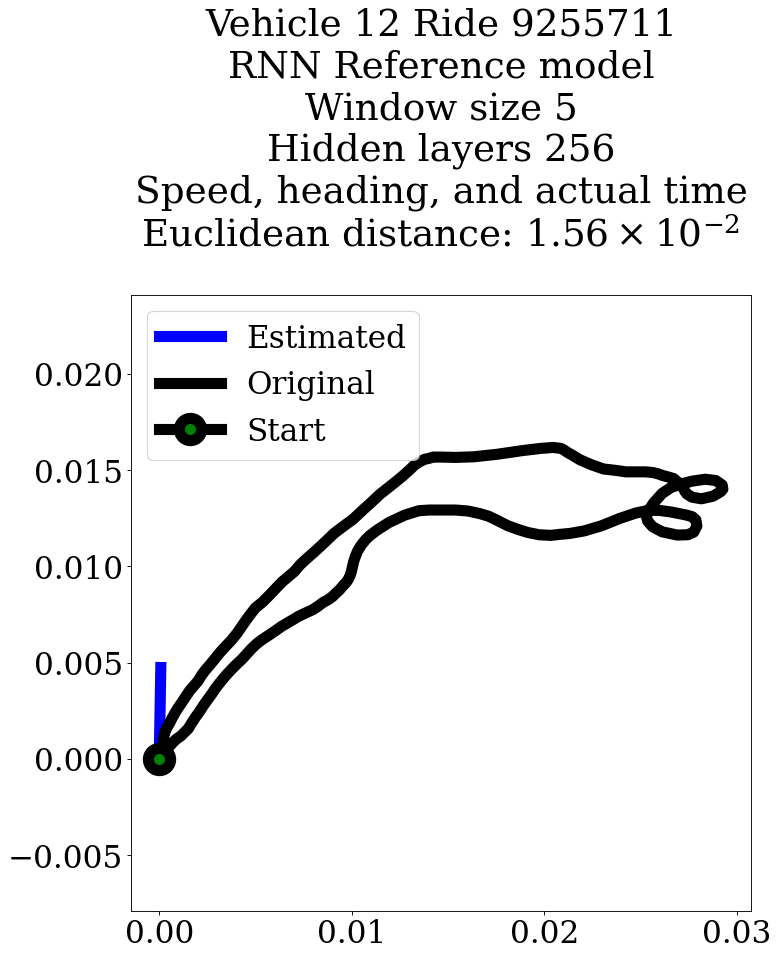 Vehicle 12 Ride 9255711
RNN Reference model
Window size 5
Hidden layers 256
Speed, heading, and actual time
Euclidean distance: 1.56 × 10⁻²
Estimated
Original
Start
0.020
0.015
0.010
0.005
0.000
−0.005
0.00 0.01 0.02 0.03